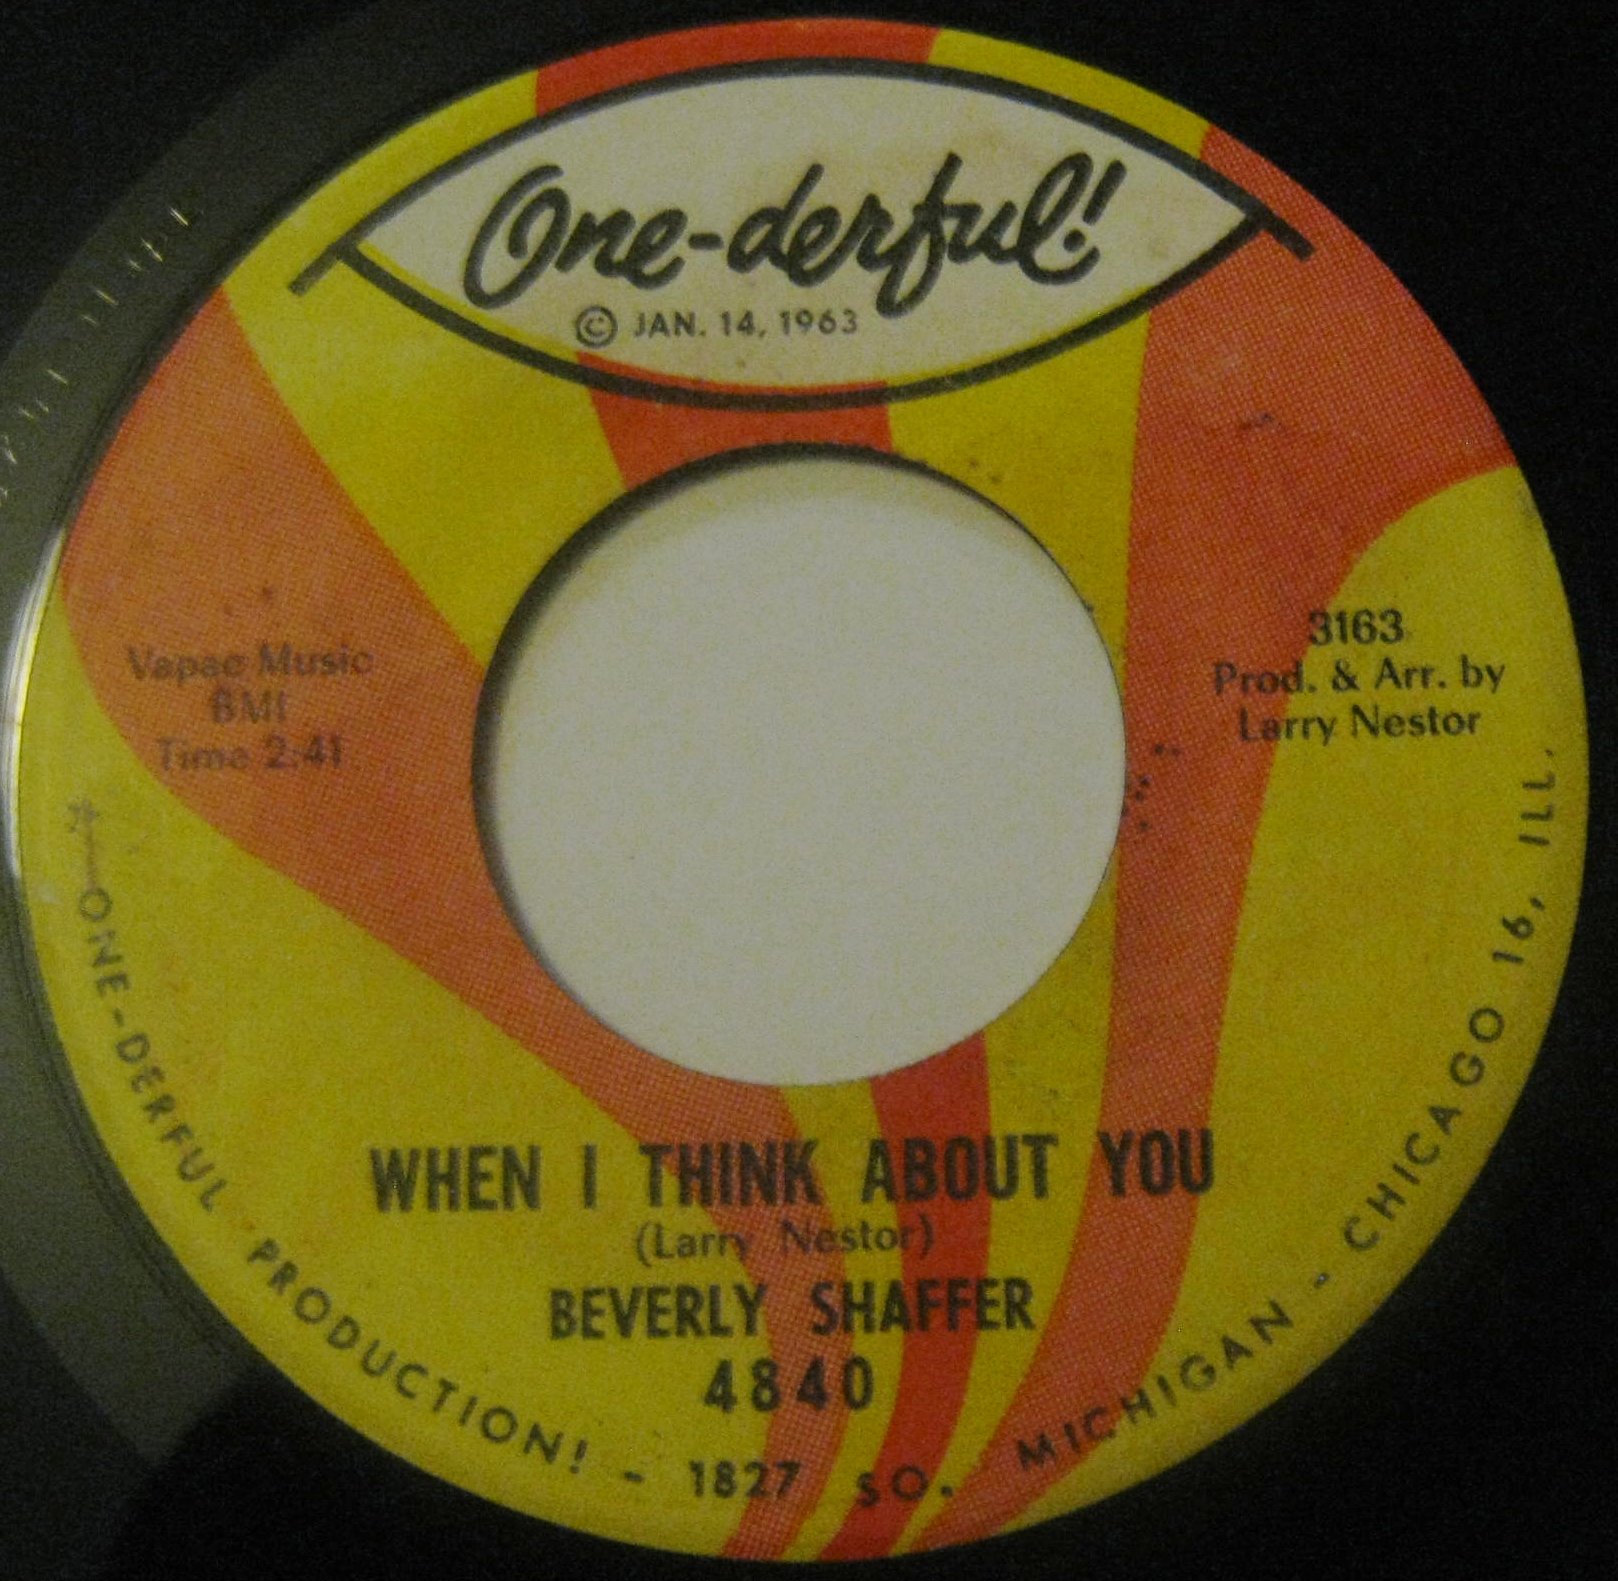 One-derful!
© JAN. 14, 1963
Vapac Music
BMI
Time 2:41
3163
Prod. & Arr. by
Larry Nestor
WHEN I THINK ABOUT YOU
(Larry Nestor)
BEVERLY SHAFFER
4840
ONE-DERFUL PRODUCTION! - 1827 SO. MICHIGAN - CHICAGO 16, ILL.